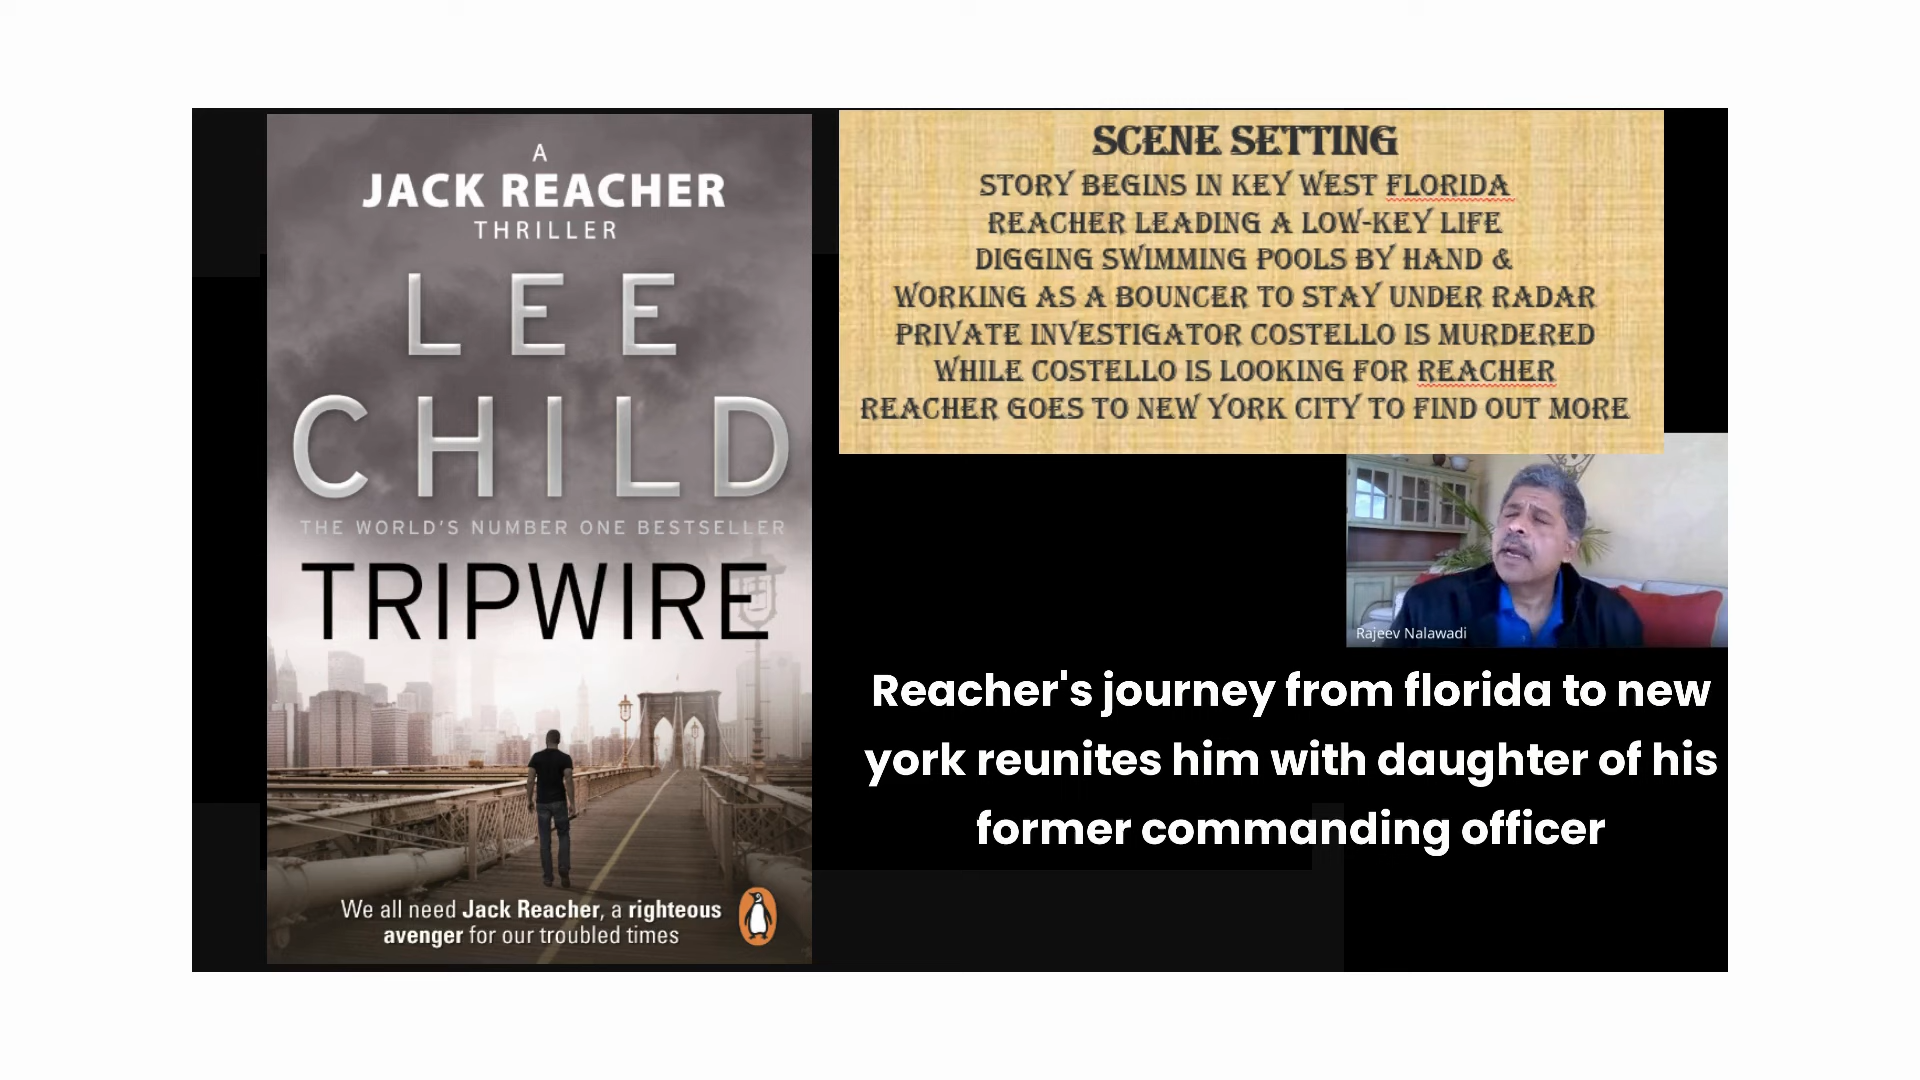 A
JACK REACHER
THRILLER
LEE
CHILD
THE WORLD'S NUMBER ONE BESTSELLER
TRIPWIRE
We all need Jack Reacher, a righteous
avenger for our troubled times
SCENE SETTING
STORY BEGINS IN KEY WEST FLORIDA
REACHER LEADING A LOW-KEY LIFE
DIGGING SWIMMING POOLS BY HAND &
WORKING AS A BOUNCER TO STAY UNDER RADAR
PRIVATE INVESTIGATOR COSTELLO IS MURDERED
WHILE COSTELLO IS LOOKING FOR REACHER
REACHER GOES TO NEW YORK CITY TO FIND OUT MORE
Rajeev Nalawadi
Reacher's journey from florida to new
york reunites him with daughter of his
former commanding officer